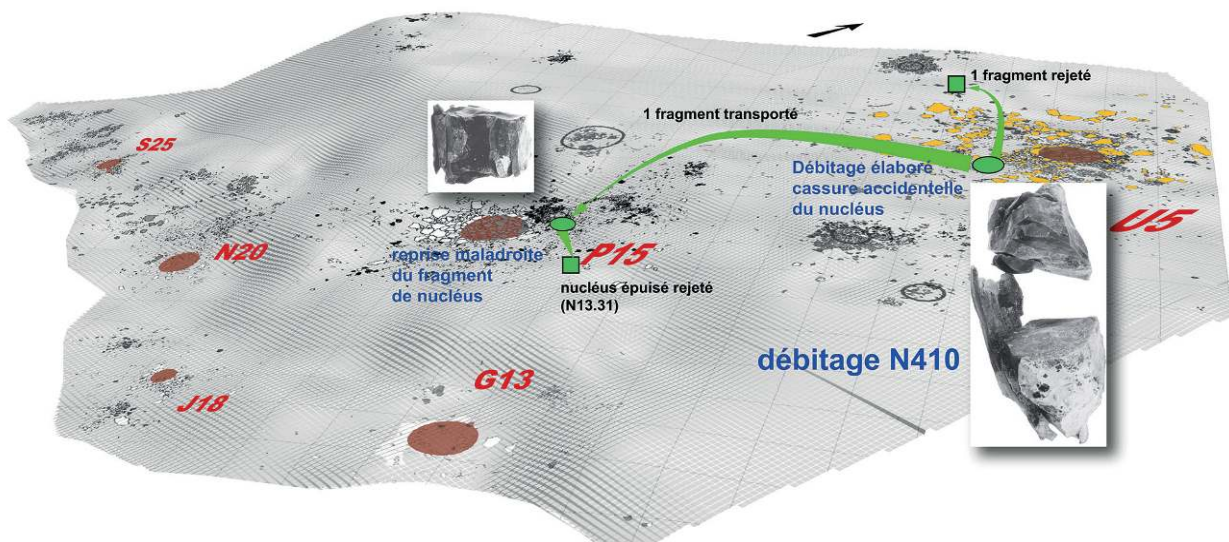 1 fragment rejeté
1 fragment transporté
S25
Débitage élaboré
cassure accidentelle
du nucléus
U5
N20
P15
reprise maladroite
du fragment
de nucléus
nucléus épuisé rejeté
(N13.31)
débitage N410
G13
J18